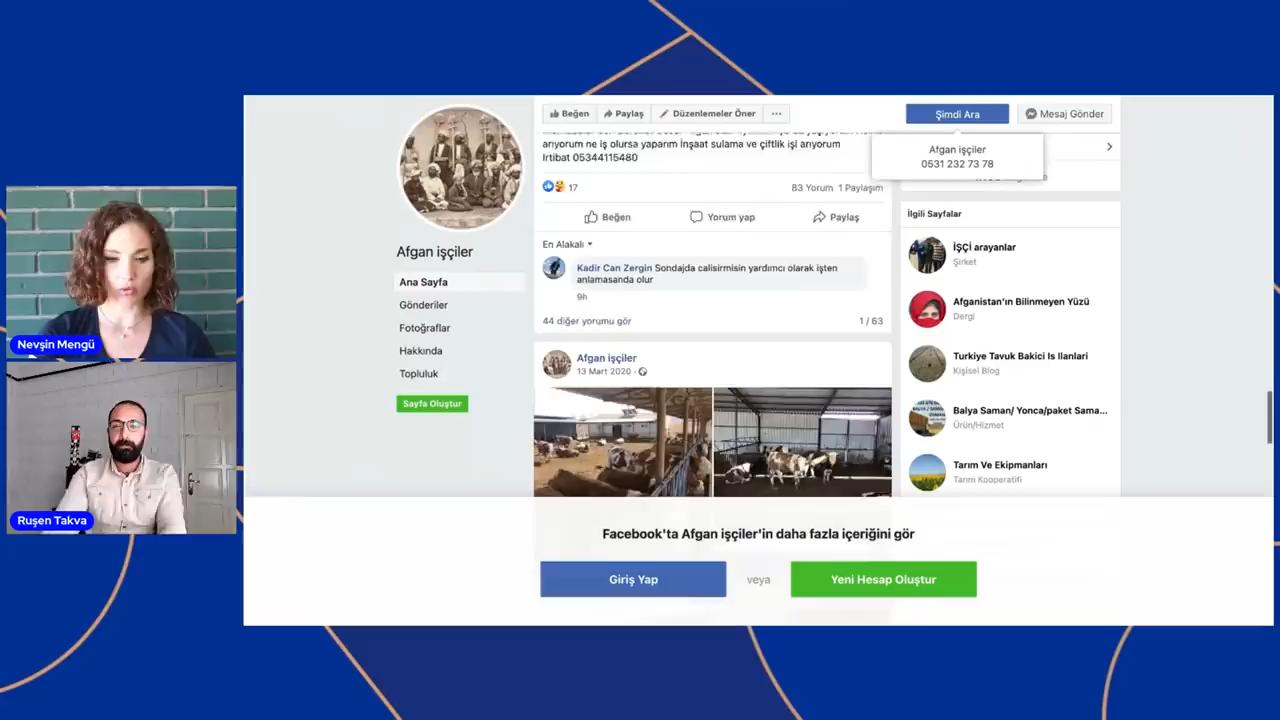 Beğen
Paylaş
Düzenlemeler Öner
Şimdi Ara
Mesaj Gönder
Afgan işçiler
0531 232 73 78
arıyorum ne iş olursa yaparım İnşaat sulama ve çiftlik işi arıyorum
Irtibat 05344115480
17
83 Yorum 1 Paylaşım
Beğen
Yorum yap
Paylaş
En Alakalı
Kadir Can Zergin Sondajda calisirmisin yardımcı olarak işten
anlamasanda olur
9h
44 diğer yorumu gör
1 / 63
Afgan işçiler
13 Mart 2020
Afgan işçiler
Ana Sayfa
Gönderiler
Fotoğraflar
Hakkında
Topluluk
Sayfa Oluştur
İlgili Sayfalar
İŞÇİ arayanlar
Şirket
Afganistan'ın Bilinmeyen Yüzü
Dergi
Turkiye Tavuk Bakici Is Ilanlari
Kişisel Blog
Balya Saman/ Yonca/paket Sama...
Ürün/Hizmet
Tarım Ve Ekipmanları
Tarım Kooperatifi
Facebook'ta Afgan işçiler'in daha fazla içeriğini gör
Giriş Yap
veya
Yeni Hesap Oluştur
Nevşin Mengü
Ruşen Takva